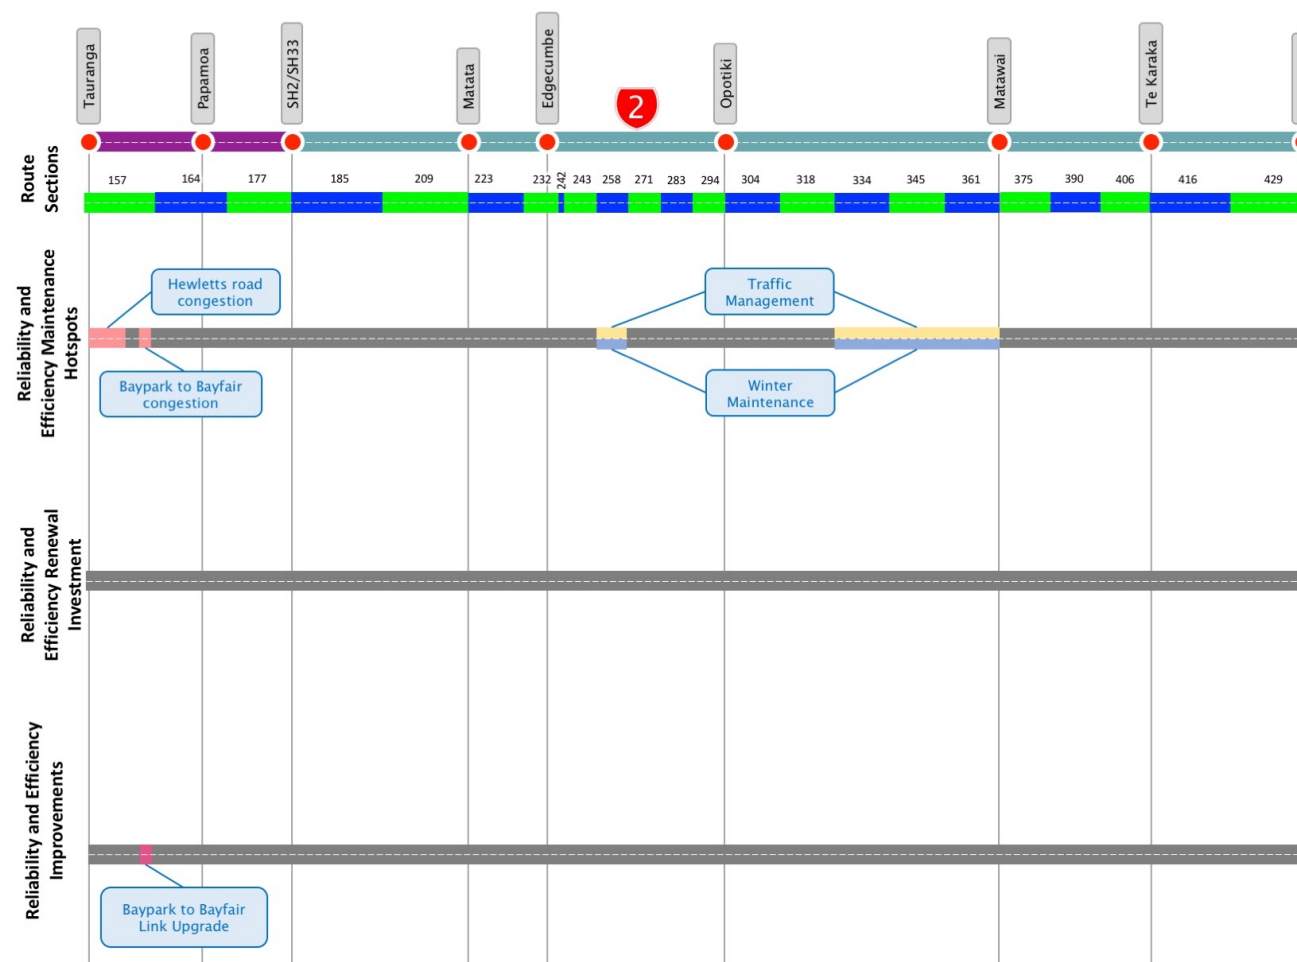 Tauranga
Papamoa
SH2/SH33
Matata
Edgecumbe
2
Opotiki
Matawai
Te Karaka
Route
Sections
157 164 177 185 209 223 232 242 243 258 271 283 294 304 318 334 345 361 375 390 406 416 429
Reliability and
Efficiency Maintenance
Hotspots
Hewletts road
congestion
Traffic
Management
Baypark to Bayfair
congestion
Winter
Maintenance
Reliability and
Efficiency Renewal
Investment
Reliability and Efficiency
Improvements
Baypark to Bayfair
Link Upgrade